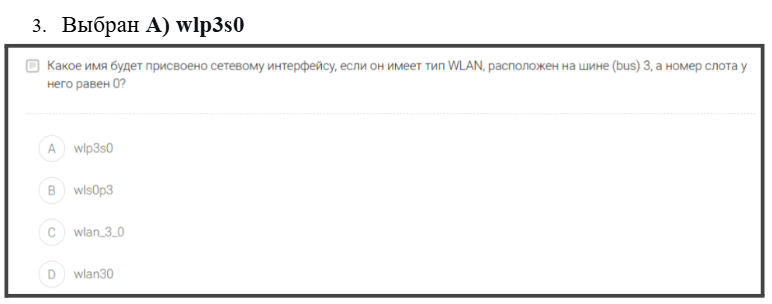 3. Выбран А) wlp3s0
Какое имя будет присвоено сетевому интерфейсу, если он имеет тип WLAN, расположен на шине (bus) 3, а номер слота у
него равен 0?
A wlp3s0
B wls0p3
C wlan_3_0
D wlan30